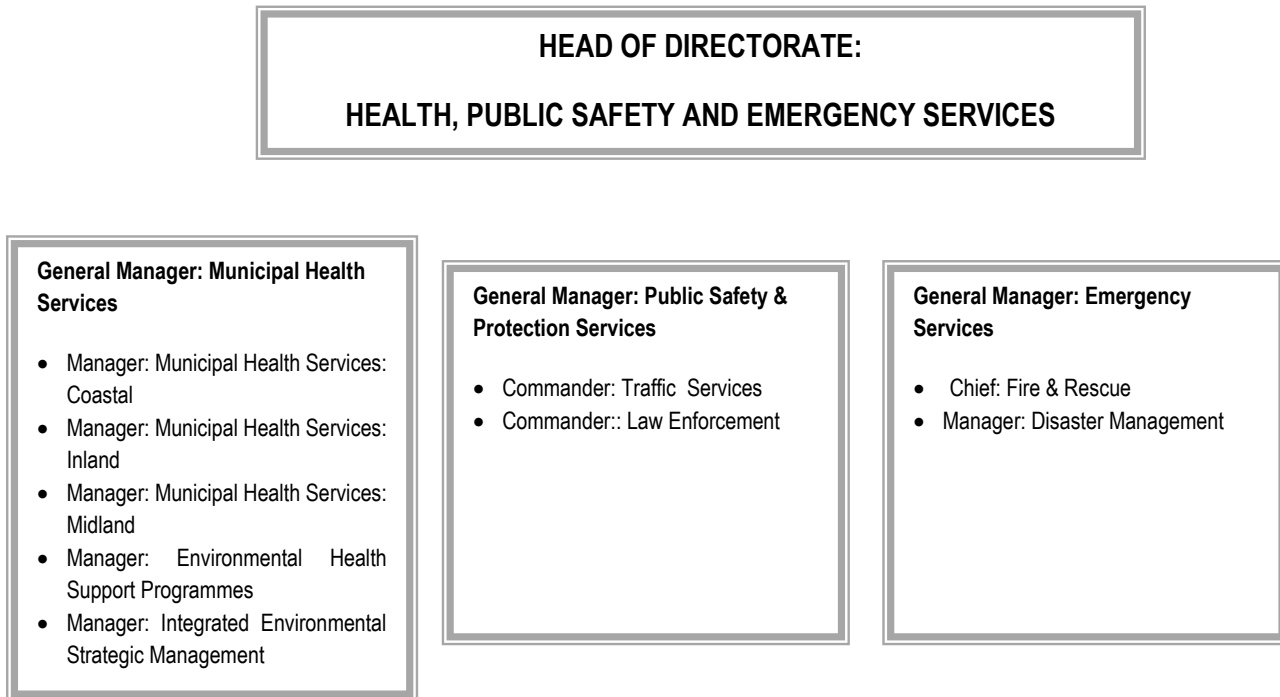 HEAD OF DIRECTORATE:
HEALTH, PUBLIC SAFETY AND EMERGENCY SERVICES
General Manager: Municipal Health
Services
• Manager: Municipal Health Services:
Coastal
• Manager: Municipal Health Services:
Inland
• Manager: Municipal Health Services:
Midland
• Manager: Environmental Health
Support Programmes
• Manager: Integrated Environmental
Strategic Management
General Manager: Public Safety &
Protection Services
• Commander: Traffic Services
• Commander:: Law Enforcement
General Manager: Emergency
Services
• Chief: Fire & Rescue
• Manager: Disaster Management